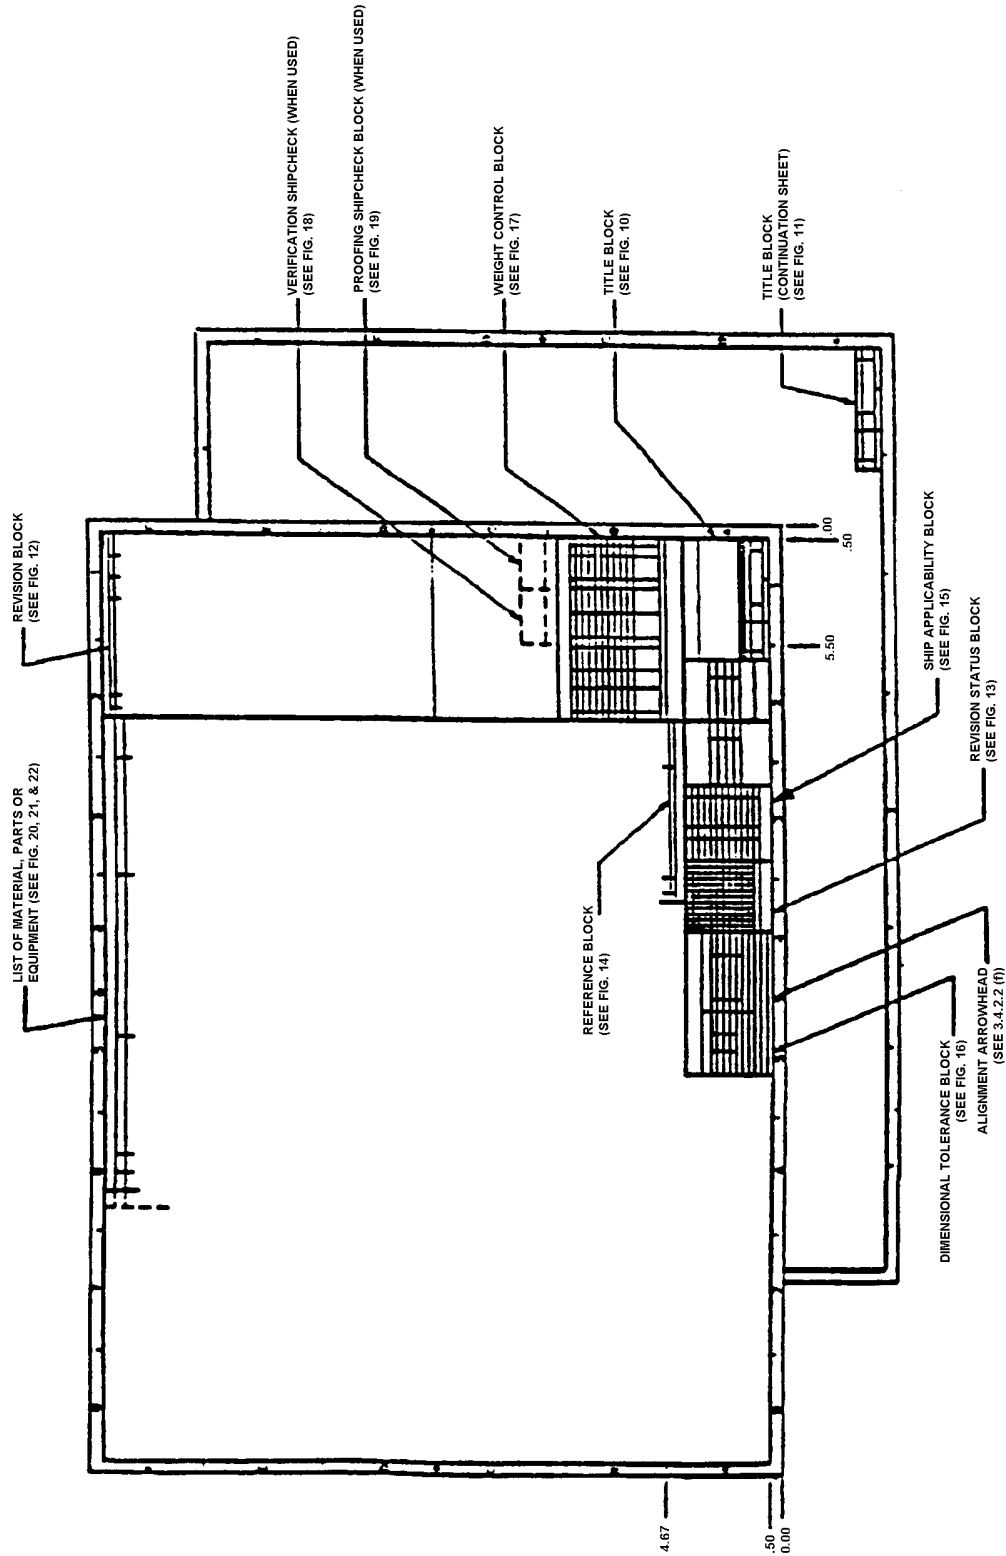 REVISION BLOCK
(SEE FIG. 12)
LIST OF MATERIAL, PARTS OR
EQUIPMENT (SEE FIG. 20, 21, & 22)
VERIFICATION SHIPCHECK (WHEN USED)
(SEE FIG. 18)
PROOFING SHIPCHECK BLOCK (WHEN USED)
(SEE FIG. 19)
WEIGHT CONTROL BLOCK
(SEE FIG. 17)
TITLE BLOCK
(SEE FIG. 10)
TITLE BLOCK
(CONTINUATION SHEET)
(SEE FIG. 11)
REFERENCE BLOCK
(SEE FIG. 14)
.00
.50
5.50
SHIP APPLICABILITY BLOCK
(SEE FIG. 15)
REVISION STATUS BLOCK
(SEE FIG. 13)
DIMENSIONAL TOLERANCE BLOCK
(SEE FIG. 16)
ALIGNMENT ARROWHEAD
(SEE 3.4.2.2 (f))
4.67
.50
0.00